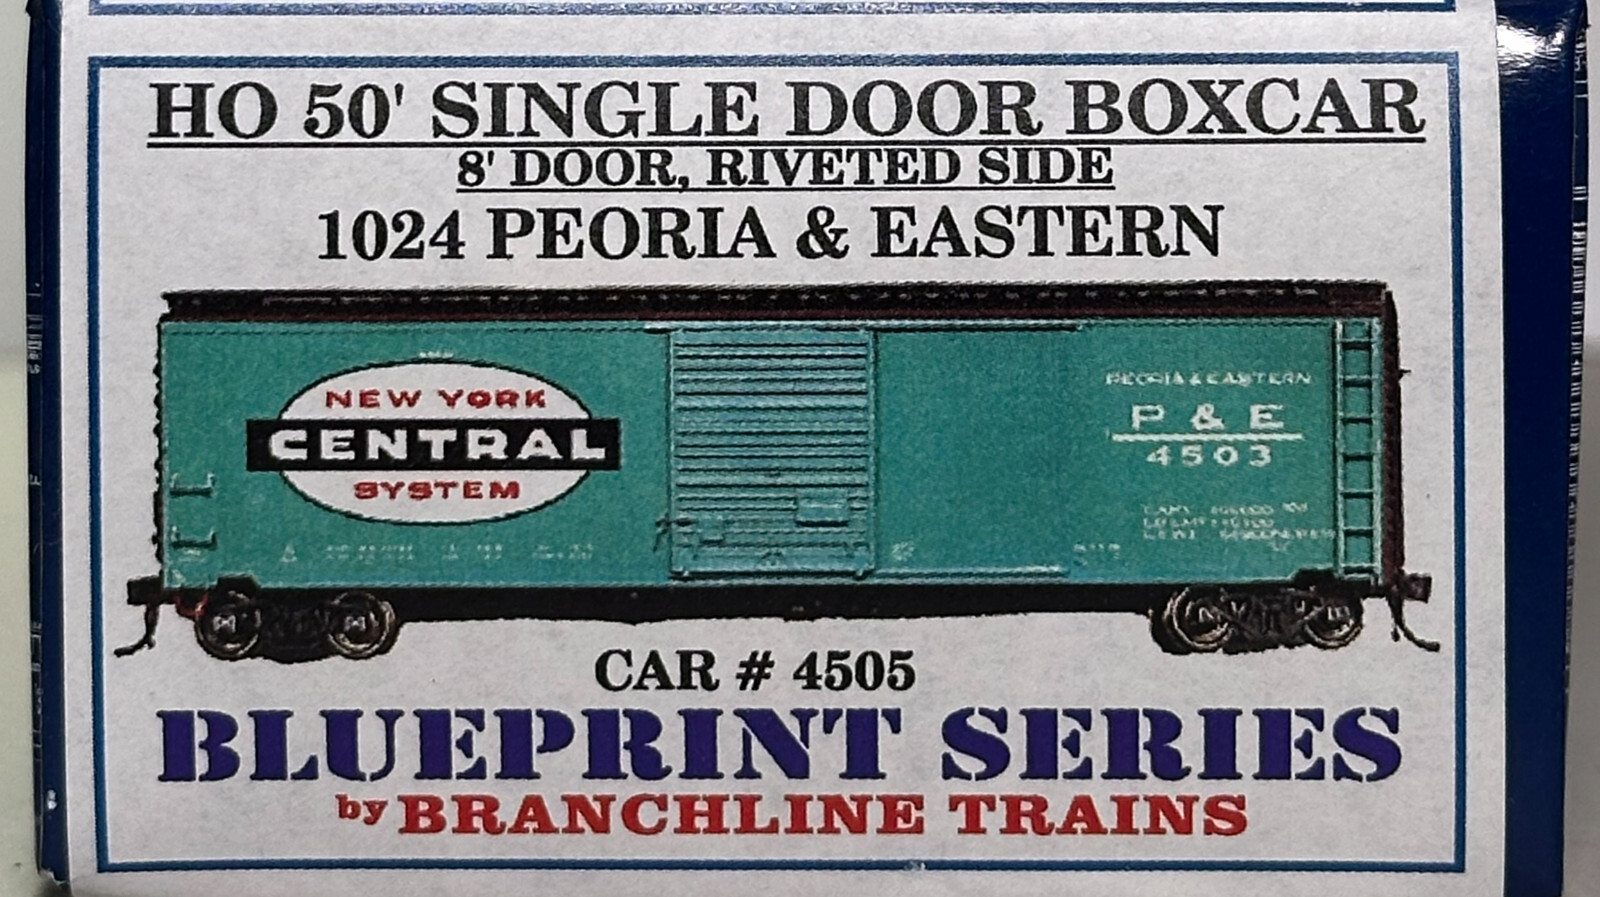 HO 50' SINGLE DOOR BOXCAR
8' DOOR, RIVETED SIDE
1024 PEORIA & EASTERN
NEW YORK
CENTRAL
SYSTEM
PEORIA & EASTERN
P & E
4503
CAR # 4505
BLUEPRINT SERIES
by BRANCHLINE TRAINS